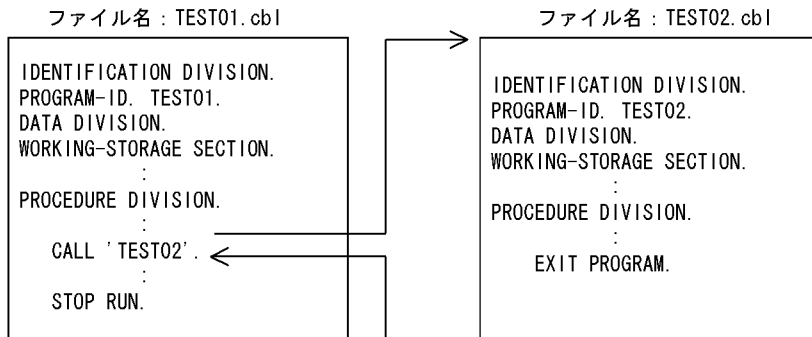 ファイル名：TEST01.cbl
IDENTIFICATION DIVISION.
PROGRAM-ID. TEST01.
DATA DIVISION.
WORKING-STORAGE SECTION.
:
PROCEDURE DIVISION.
:
CALL 'TEST02'.
:
STOP RUN.
ファイル名：TEST02.cbl
IDENTIFICATION DIVISION.
PROGRAM-ID. TEST02.
DATA DIVISION.
WORKING-STORAGE SECTION.
:
PROCEDURE DIVISION.
:
EXIT PROGRAM.